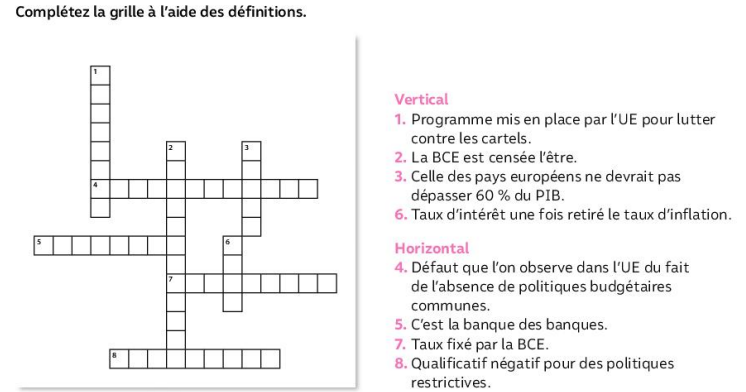 Complétez la grille à l'aide des définitions.
1
2
3
4
5
6
7
8
Vertical
1. Programme mis en place par l'UE pour lutter
contre les cartels.
2. La BCE est censée l'être.
3. Celle des pays européens ne devrait pas
dépasser 60 % du PIB.
6. Taux d'intérêt une fois retiré le taux d'inflation.
Horizontal
4. Défaut que l'on observe dans l'UE du fait
de l'absence de politiques budgétaires
communes.
5. C'est la banque des banques.
7. Taux fixé par la BCE.
8. Qualificatif négatif pour des politiques
restrictives.